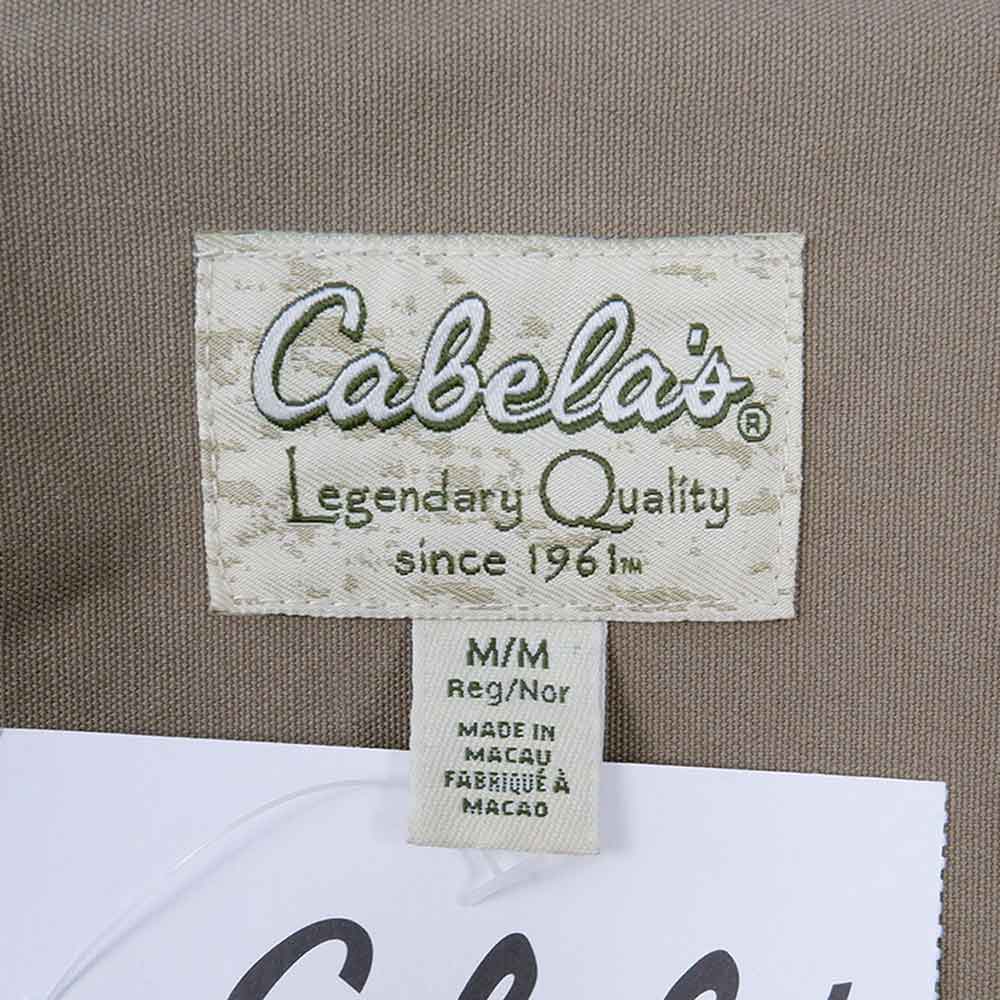 Cabela's®
Legendary Quality
since 1961™
M/M
Reg/Nor
MADE IN
MACAU
FABRIQUÉ À
MACAO